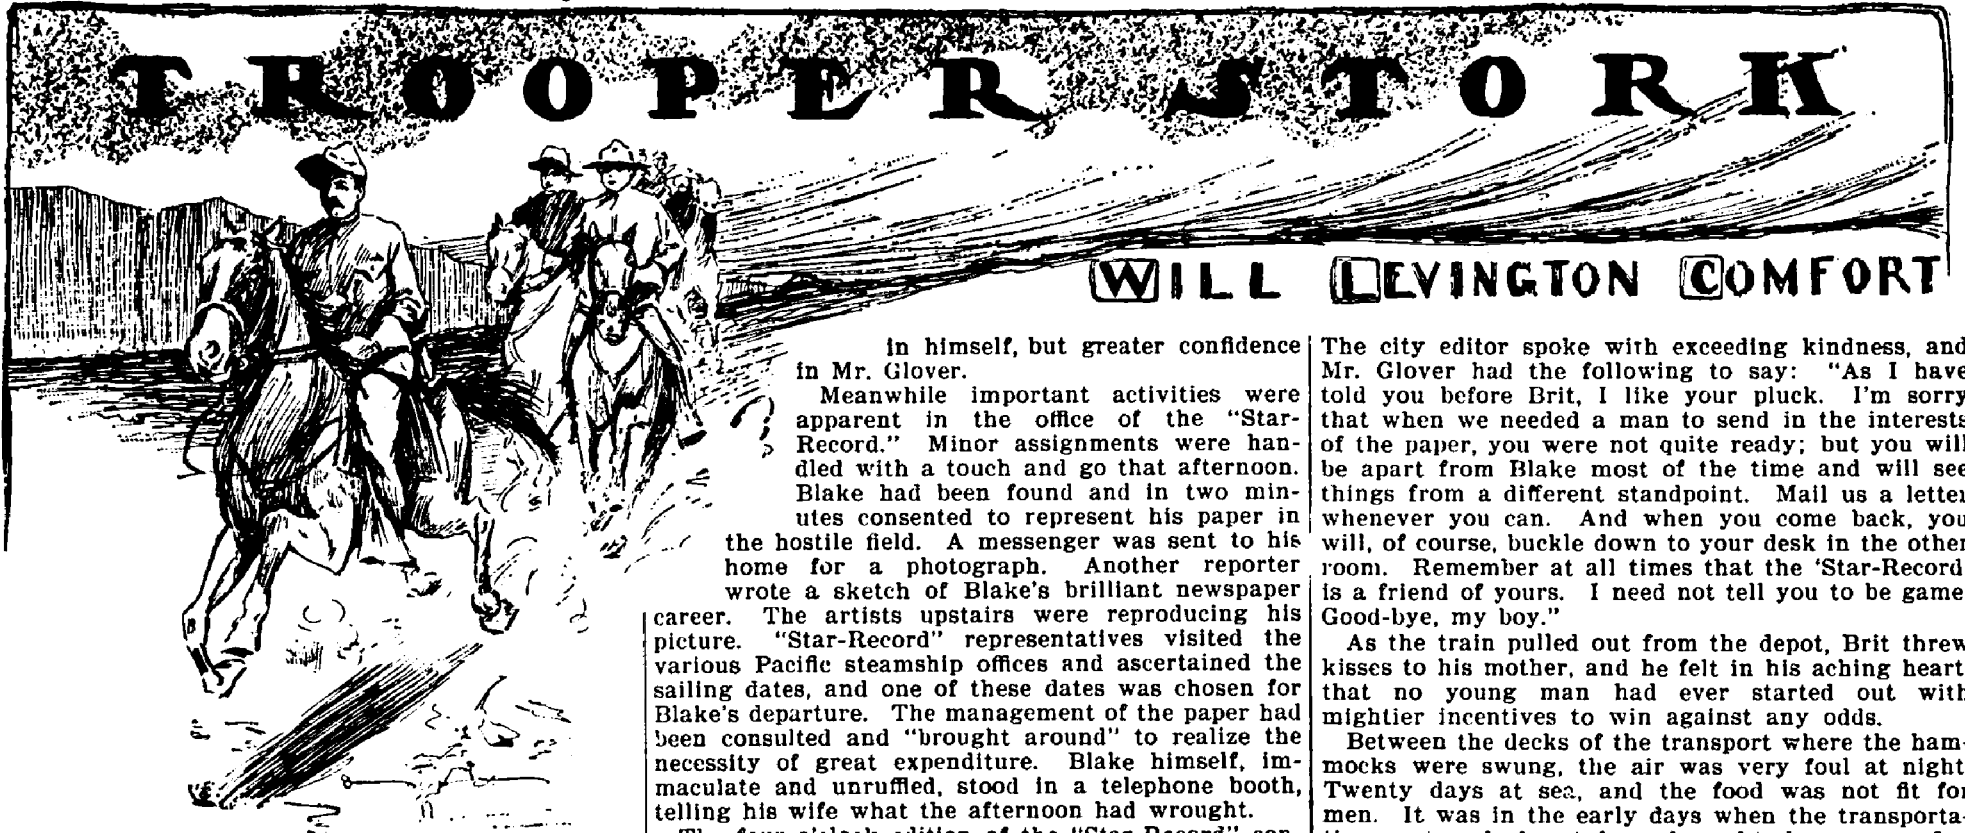 TROOPER STORK
WILL LEVINGTON COMFORT
in himself, but greater confidence
in Mr. Glover.
Meanwhile important activities were
apparent in the office of the "Star-
Record." Minor assignments were han-
dled with a touch and go that afternoon.
Blake had been found and in two min-
utes consented to represent his paper in
the hostile field. A messenger was sent to his
home for a photograph. Another reporter
wrote a sketch of Blake's brilliant newspaper
career. The artists upstairs were reproducing his
picture. "Star-Record" representatives visited the
various Pacific steamship offices and ascertained the
sailing dates, and one of these dates was chosen for
Blake's departure. The management of the paper had
been consulted and "brought around" to realize the
necessity of great expenditure. Blake himself, im-
maculate and unruffled, stood in a telephone booth,
telling his wife what the afternoon had wrought.
The city editor spoke with exceeding kindness, and
Mr. Glover had the following to say: "As I have
told you before Brit, I like your pluck. I'm sorry
that when we needed a man to send in the interests
of the paper, you were not quite ready; but you will
be apart from Blake most of the time and will see
things from a different standpoint. Mail us a letter
whenever you can. And when you come back, you
will, of course, buckle down to your desk in the other
room. Remember at all times that the 'Star-Record
is a friend of yours. I need not tell you to be game
Good-bye, my boy."
As the train pulled out from the depot, Brit threw
kisses to his mother, and he felt in his aching heart
that no young man had ever started out with
mightier incentives to win against any odds.
Between the decks of the transport where the ham-
mocks were swung, the air was very foul at night
Twenty days at sea, and the food was not fit for
men. It was in the early days when the transporta-